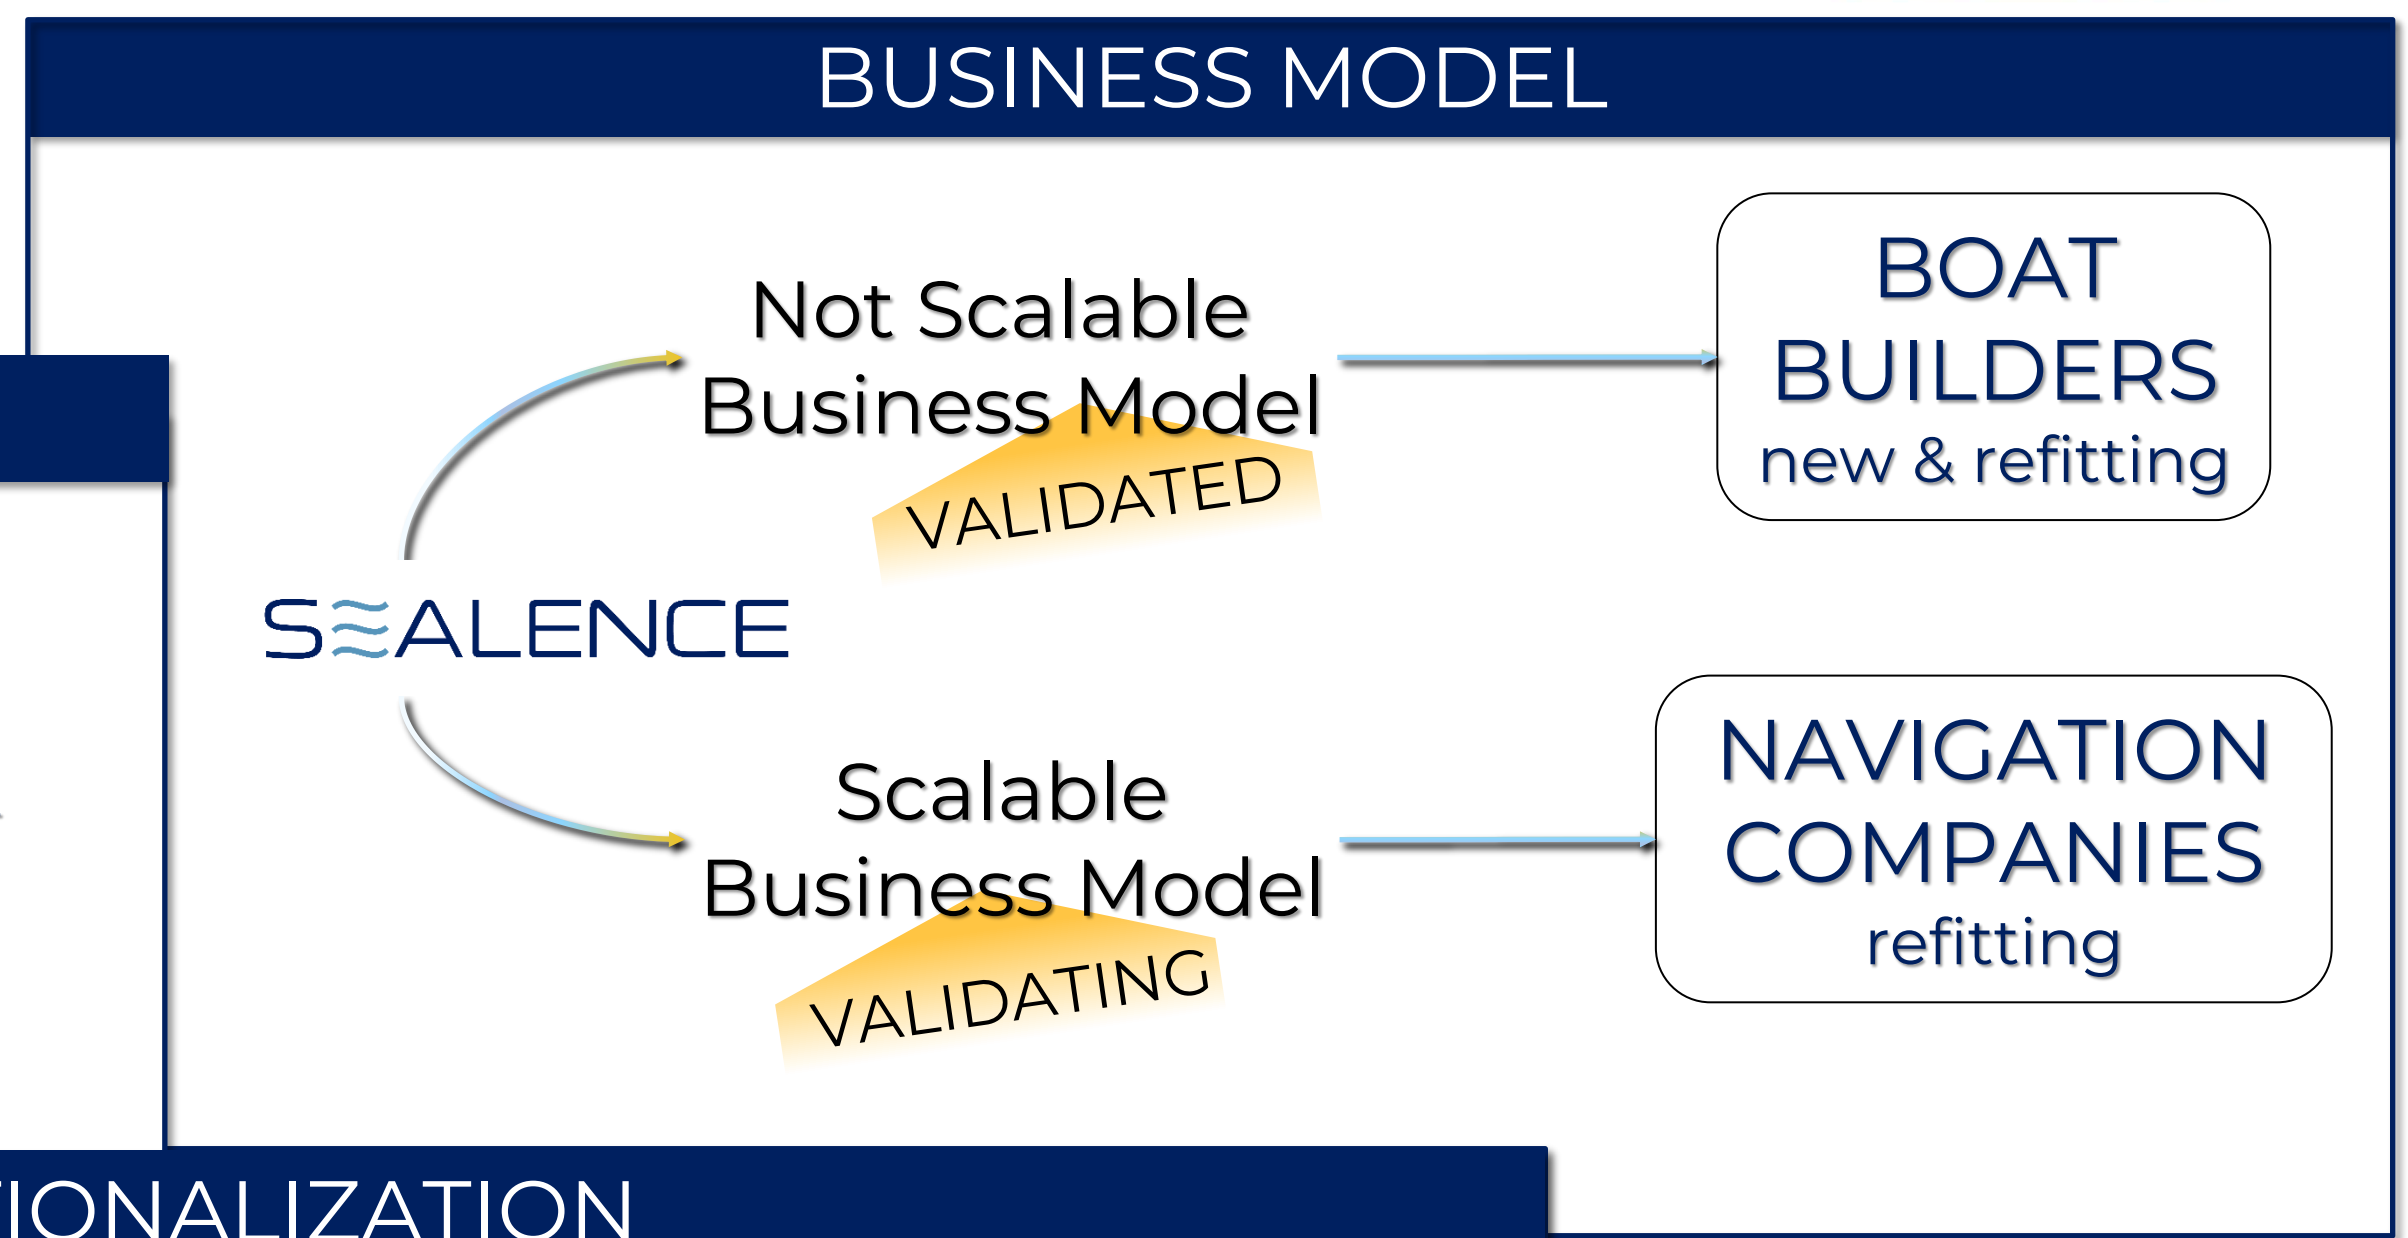 BUSINESS MODEL
Not Scalable
Business Model
VALIDATED
BOAT
BUILDERS
new & refitting
SEALENCE
Scalable
Business Model
VALIDATING
NAVIGATION
COMPANIES
refitting
TIONALIZATION